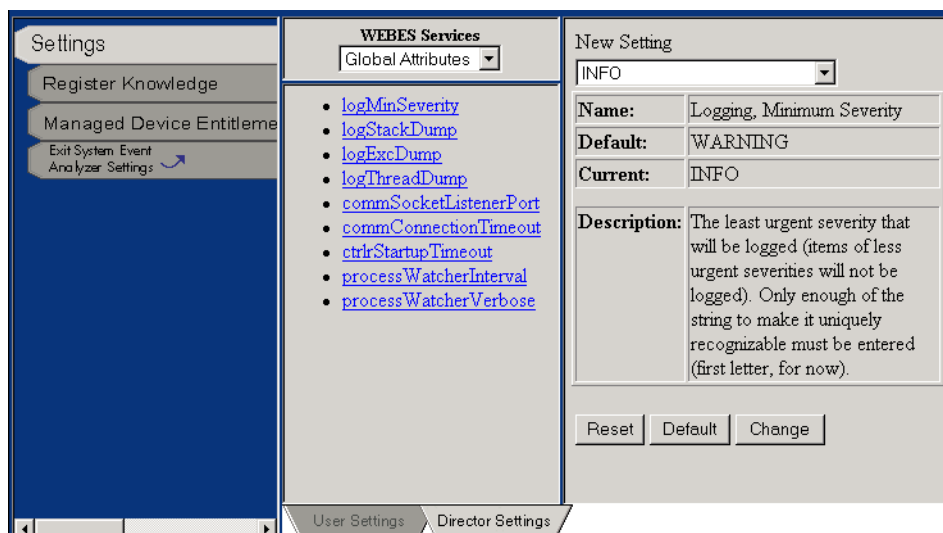 Settings
Register Knowledge
Managed Device Entitleme
Exit System Event
Analyzer Settings
WEBES Services
Global Attributes
logMinSeverity
logStackDump
logExcDump
logThreadDump
commSocketListenerPort
commConnectionTimeout
ctrlrStartupTimeout
processWatcherInterval
processWatcherVerbose
User Settings
Director Settings
New Setting
INFO
Name: Logging, Minimum Severity
Default: WARNING
Current: INFO
Description: The least urgent severity that
will be logged (items of less
urgent severities will not be
logged). Only enough of the
string to make it uniquely
recognizable must be entered
(first letter, for now).
Reset Default Change